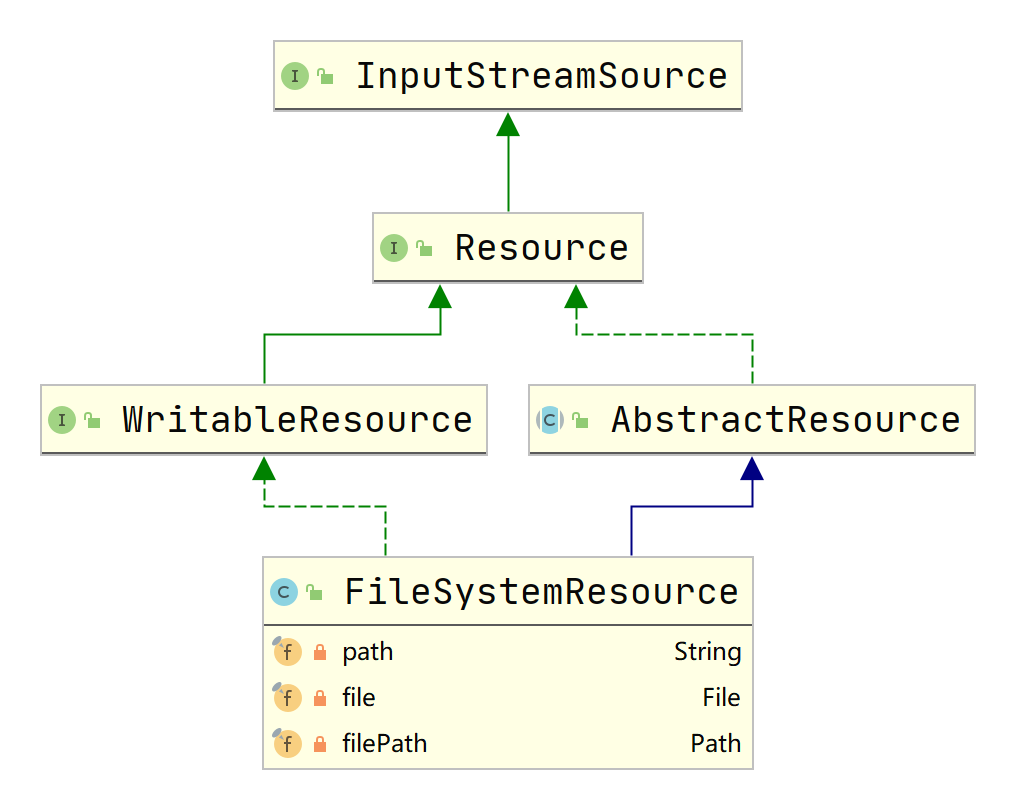 I InputStreamSource
I Resource
I WritableResource
C AbstractResource
C FileSystemResource
f path String
f file File
f filePath Path